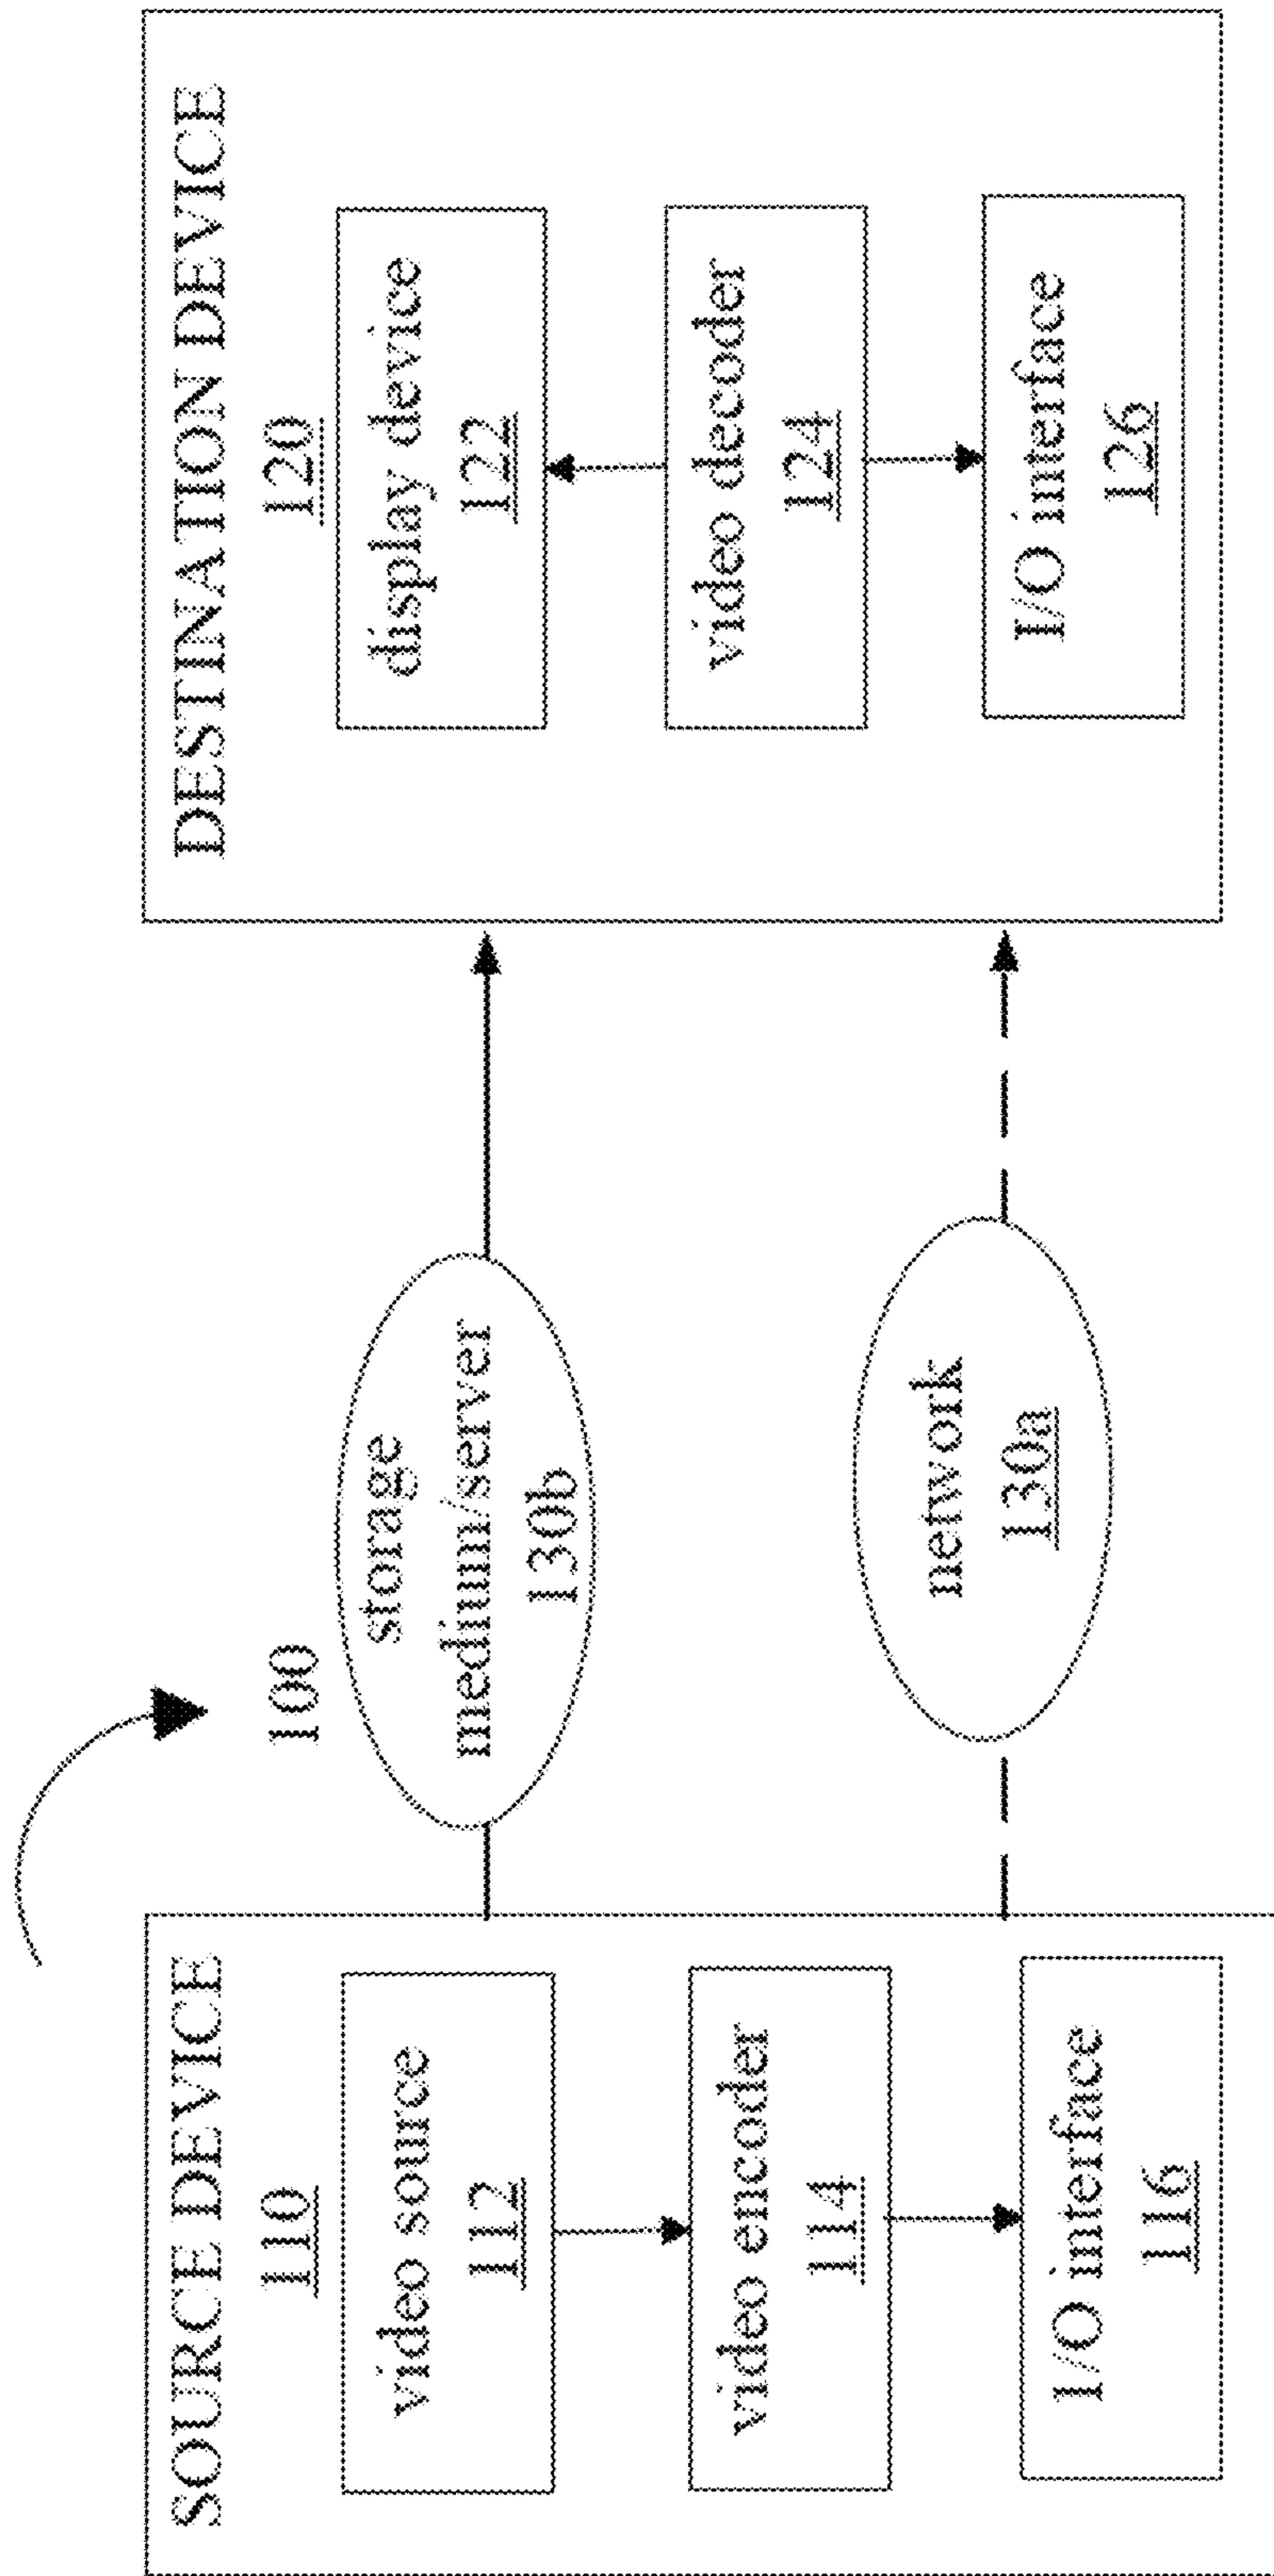 100
SOURCE DEVICE
110
video source
112
video encoder
114
I/O interface
116
storage
medium/server
130b
network
130a
DESTINATION DEVICE
120
display device
122
video decoder
124
I/O interface
126